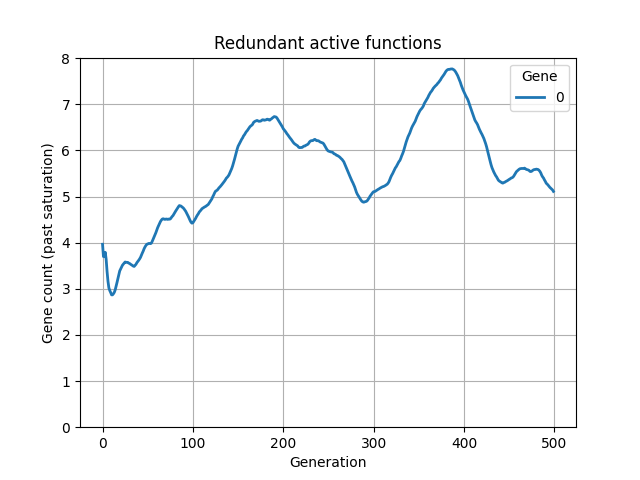 Redundant active functions
Gene
0
Gene count (past saturation)
8
7
6
5
4
3
2
1
0
0 100 200 300 400 500
Generation